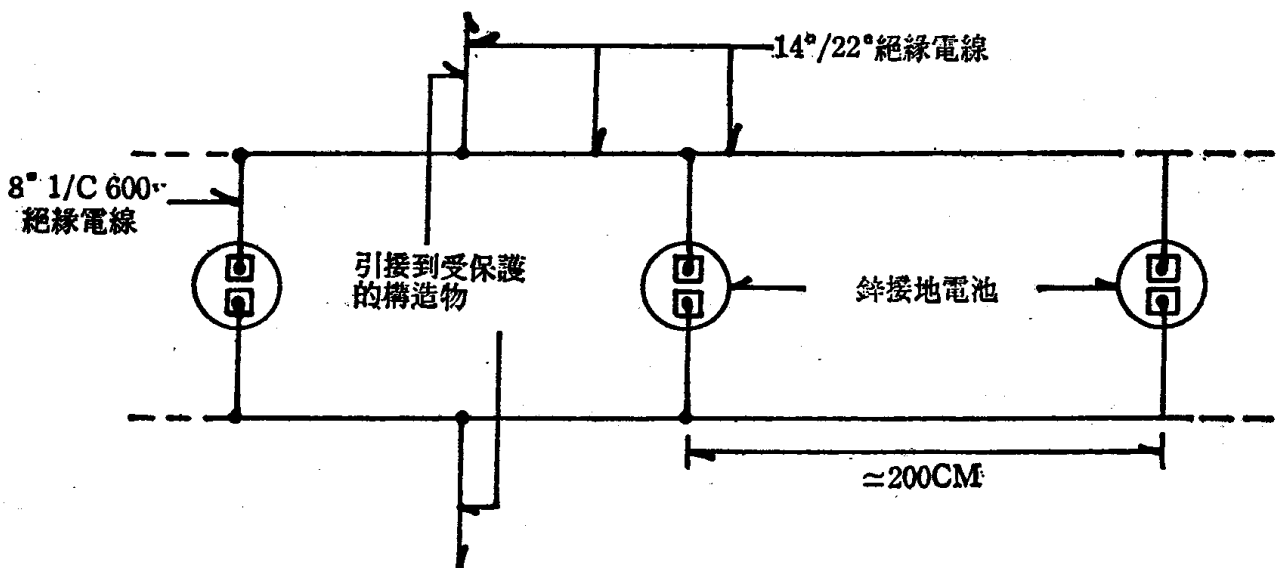 14°/22°絕緣電線
8° 1/C 600
絕緣電線
引接到受保護
的構造物
鋅接地電池
≃200CM